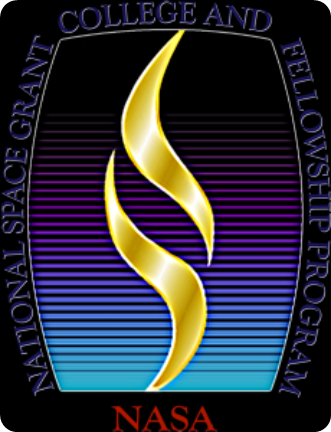 NATIONAL SPACE GRANT
COLLEGE AND
FELLOWSHIP PROGRAM
NASA